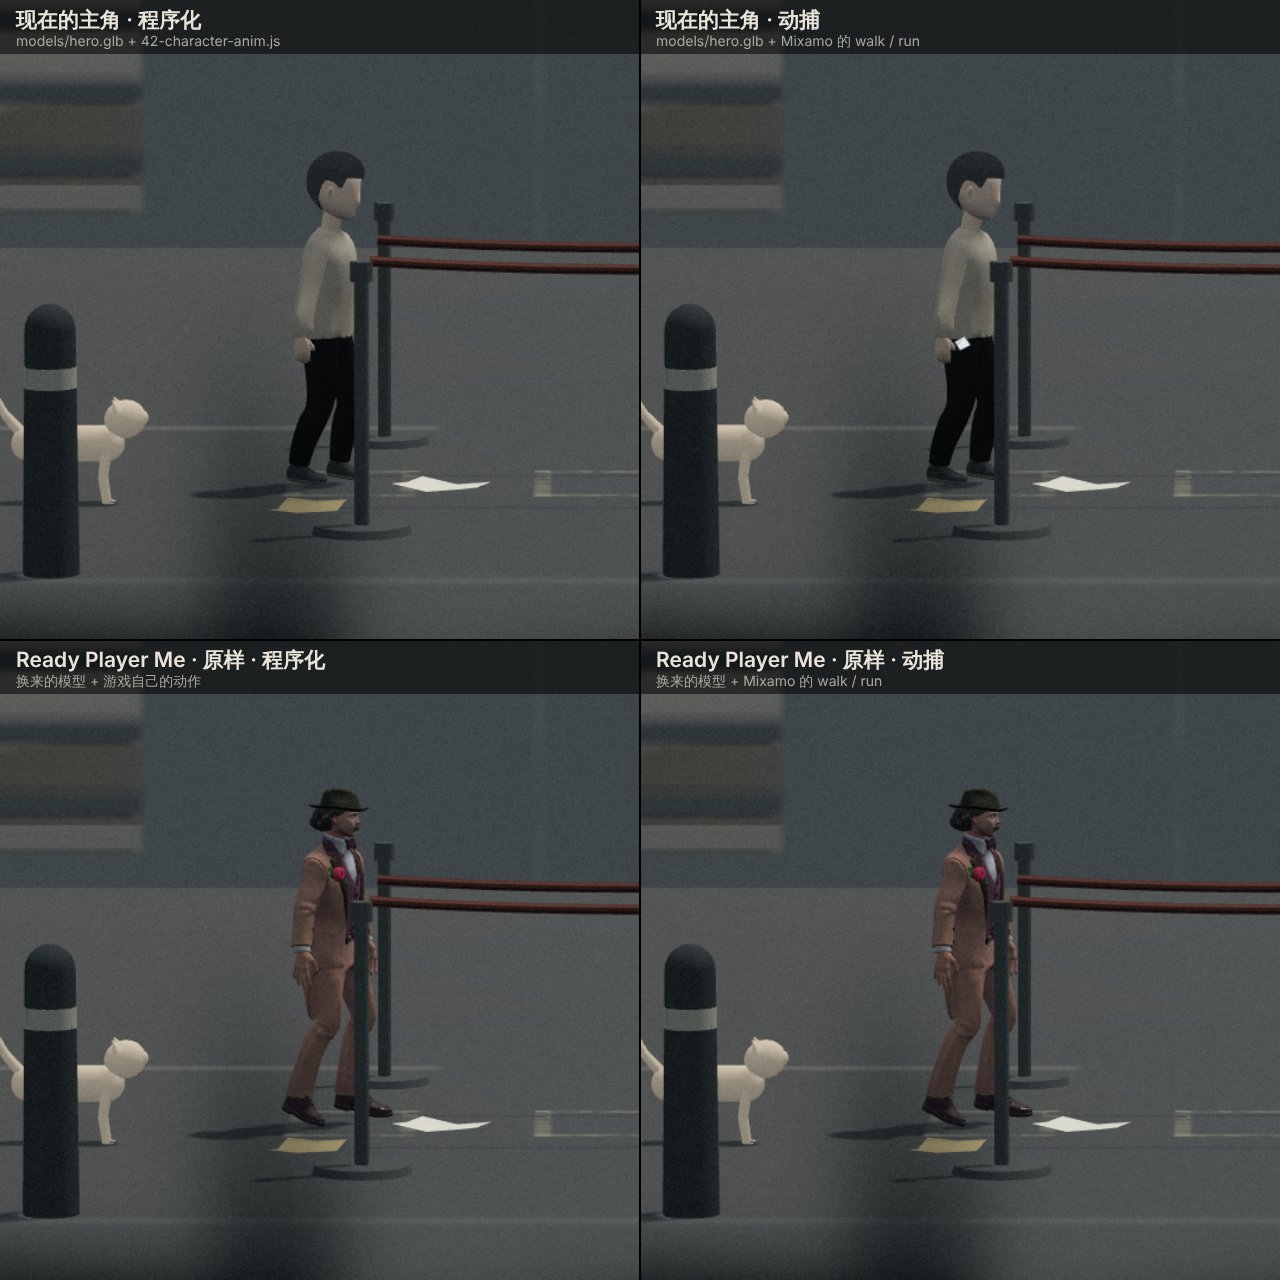 现在的主角 · 程序化
models/hero.glb + 42-character-anim.js
现在的主角 · 动捕
models/hero.glb + Mixamo 的 walk / run
Ready Player Me · 原样 · 程序化
换来的模型 + 游戏自己的动作
Ready Player Me · 原样 · 动捕
换来的模型 + Mixamo 的 walk / run